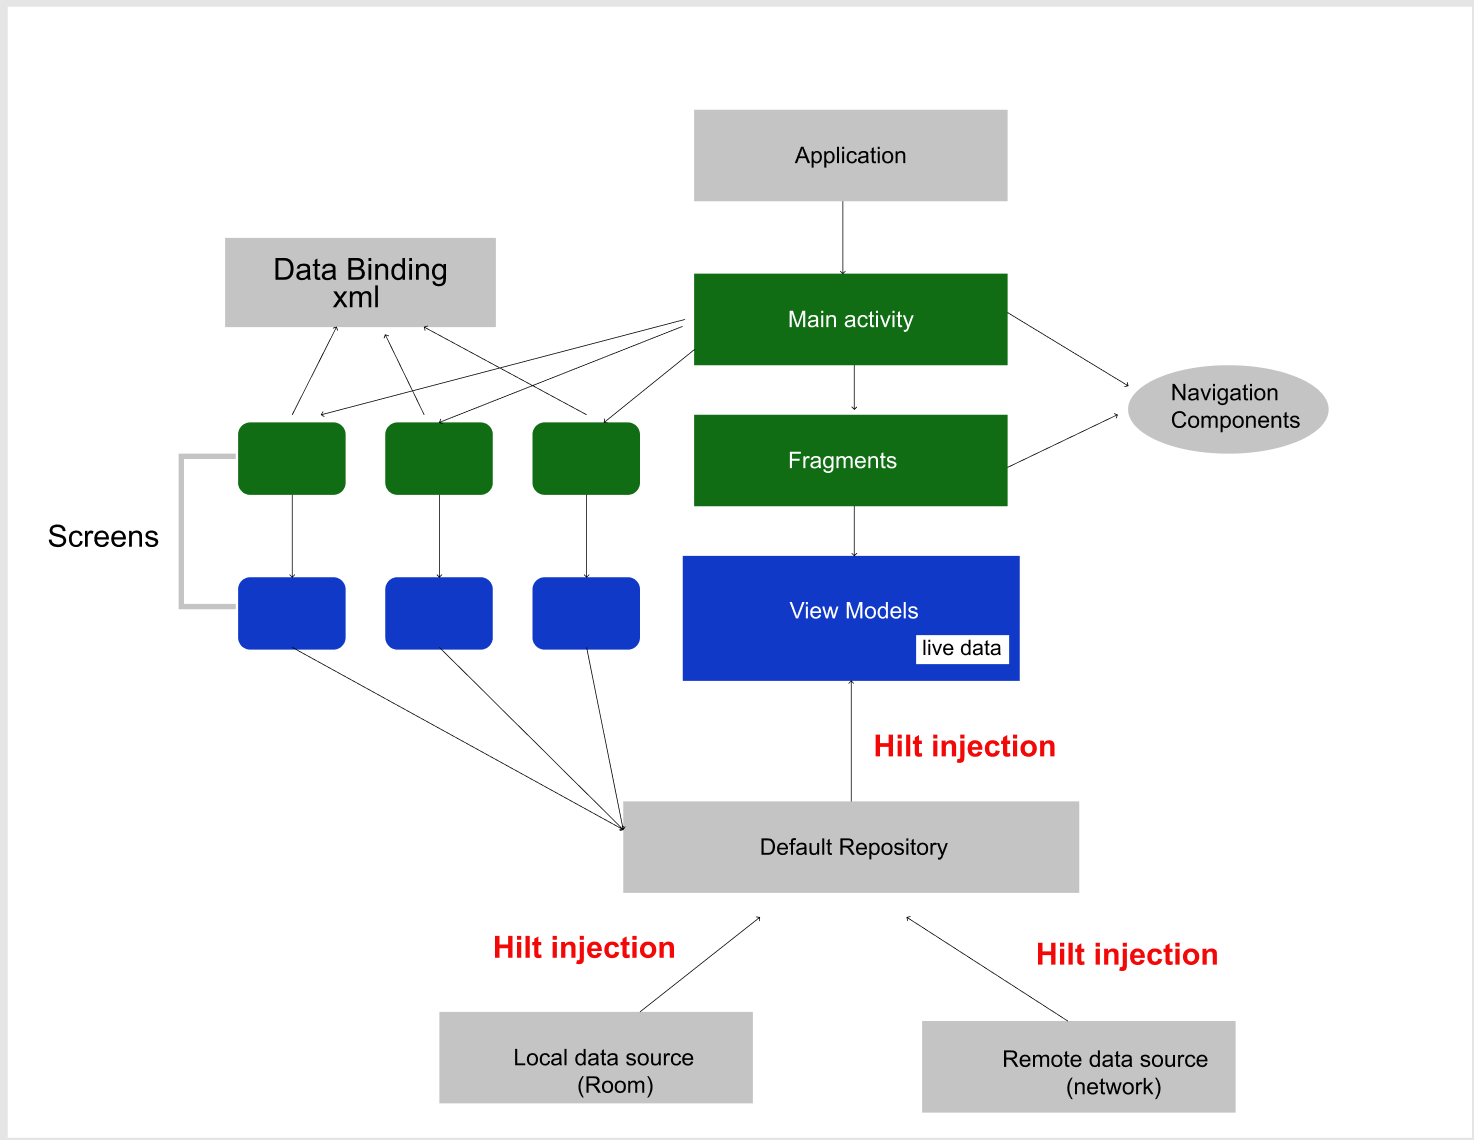 Application
Data Binding
xml
Main activity
Navigation
Components
Fragments
Screens
View Models
live data
Hilt injection
Default Repository
Hilt injection
Hilt injection
Local data source
(Room)
Remote data source
(network)